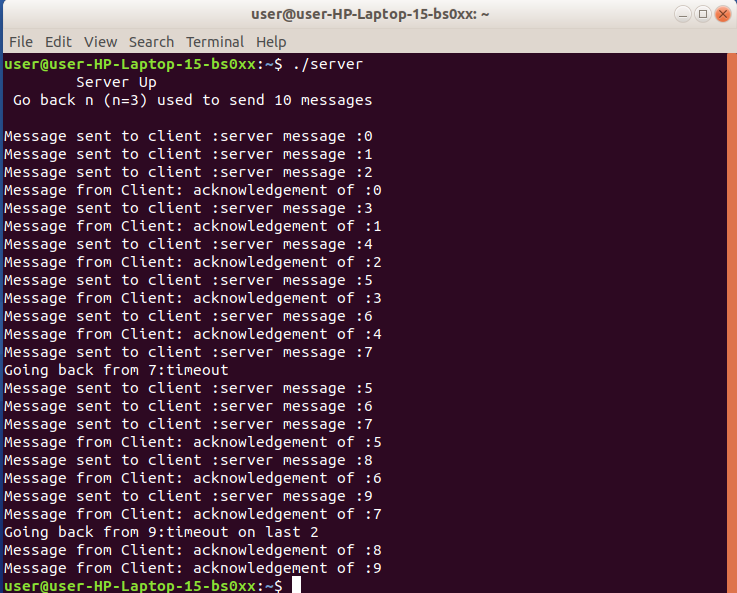 user@user-HP-Laptop-15-bs0xx: ~
File Edit View Search Terminal Help
user@user-HP-Laptop-15-bs0xx:~$ ./server
Server Up
Go back n (n=3) used to send 10 messages
Message sent to client :server message :0
Message sent to client :server message :1
Message sent to client :server message :2
Message from Client: acknowledgement of :0
Message sent to client :server message :3
Message from Client: acknowledgement of :1
Message sent to client :server message :4
Message from Client: acknowledgement of :2
Message sent to client :server message :5
Message from Client: acknowledgement of :3
Message sent to client :server message :6
Message from Client: acknowledgement of :4
Message sent to client :server message :7
Going back from 7:timeout
Message sent to client :server message :5
Message sent to client :server message :6
Message sent to client :server message :7
Message from Client: acknowledgement of :5
Message sent to client :server message :8
Message from Client: acknowledgement of :6
Message sent to client :server message :9
Message from Client: acknowledgement of :7
Going back from 9:timeout on last 2
Message from Client: acknowledgement of :8
Message from Client: acknowledgement of :9
user@user-HP-Laptop-15-bs0xx:~$